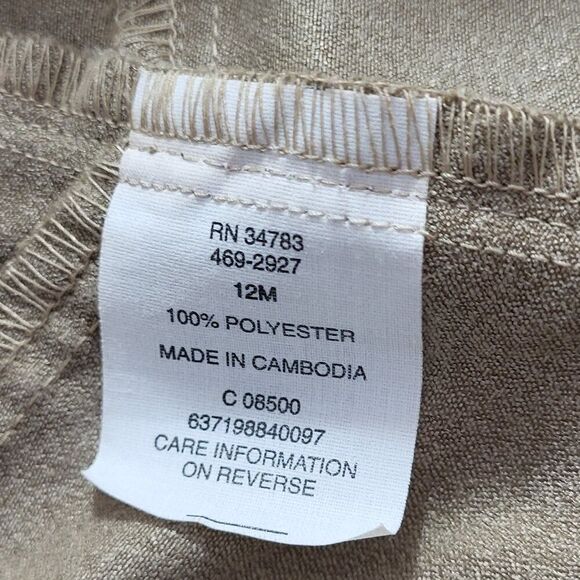 RN 34783
469-2927
12M
100% POLYESTER
MADE IN CAMBODIA
C 08500
637198840097
CARE INFORMATION
ON REVERSE